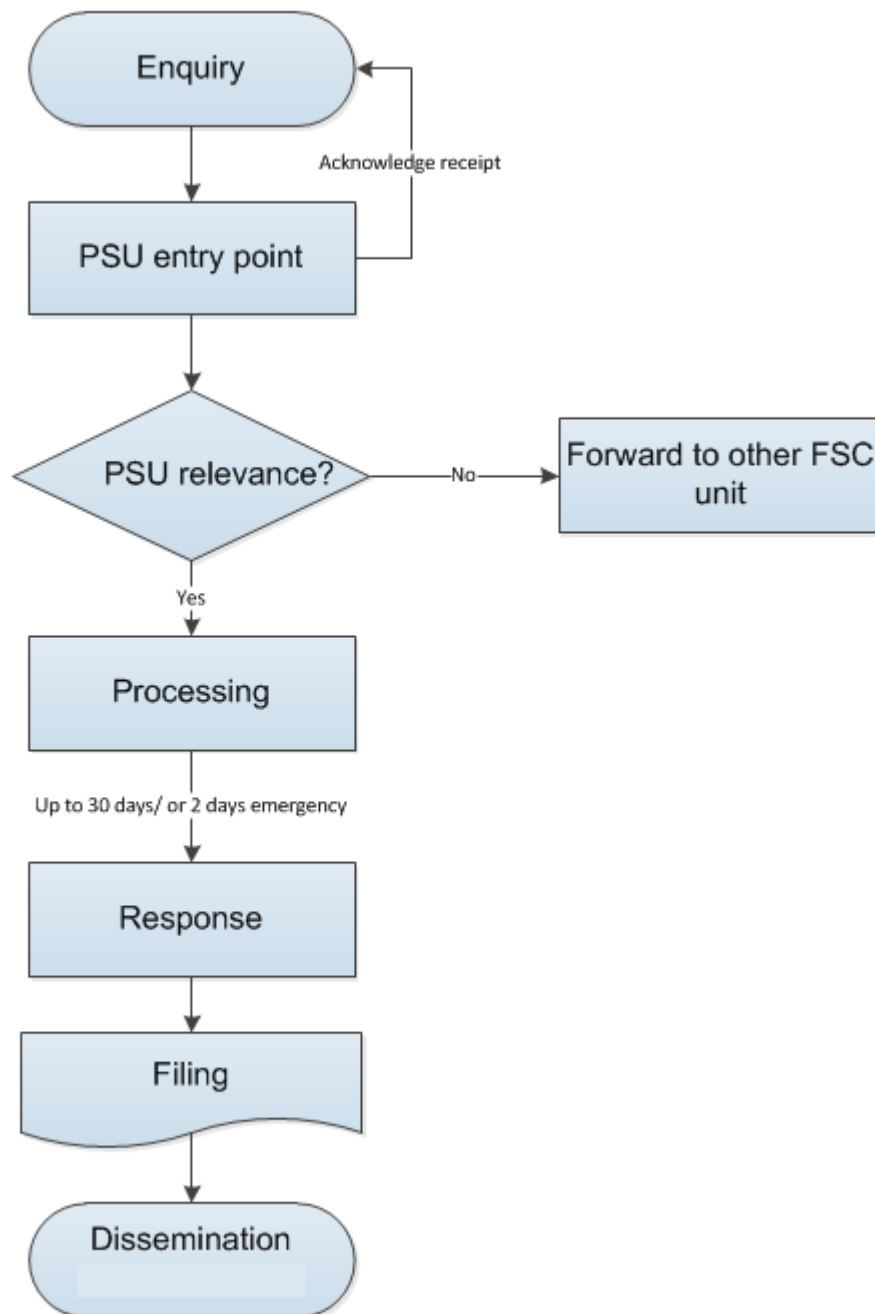 Enquiry
Acknowledge receipt
PSU entry point
PSU relevance?
No
Forward to other FSC
unit
Yes
Processing
Up to 30 days/ or 2 days emergency
Response
Filing
Dissemination